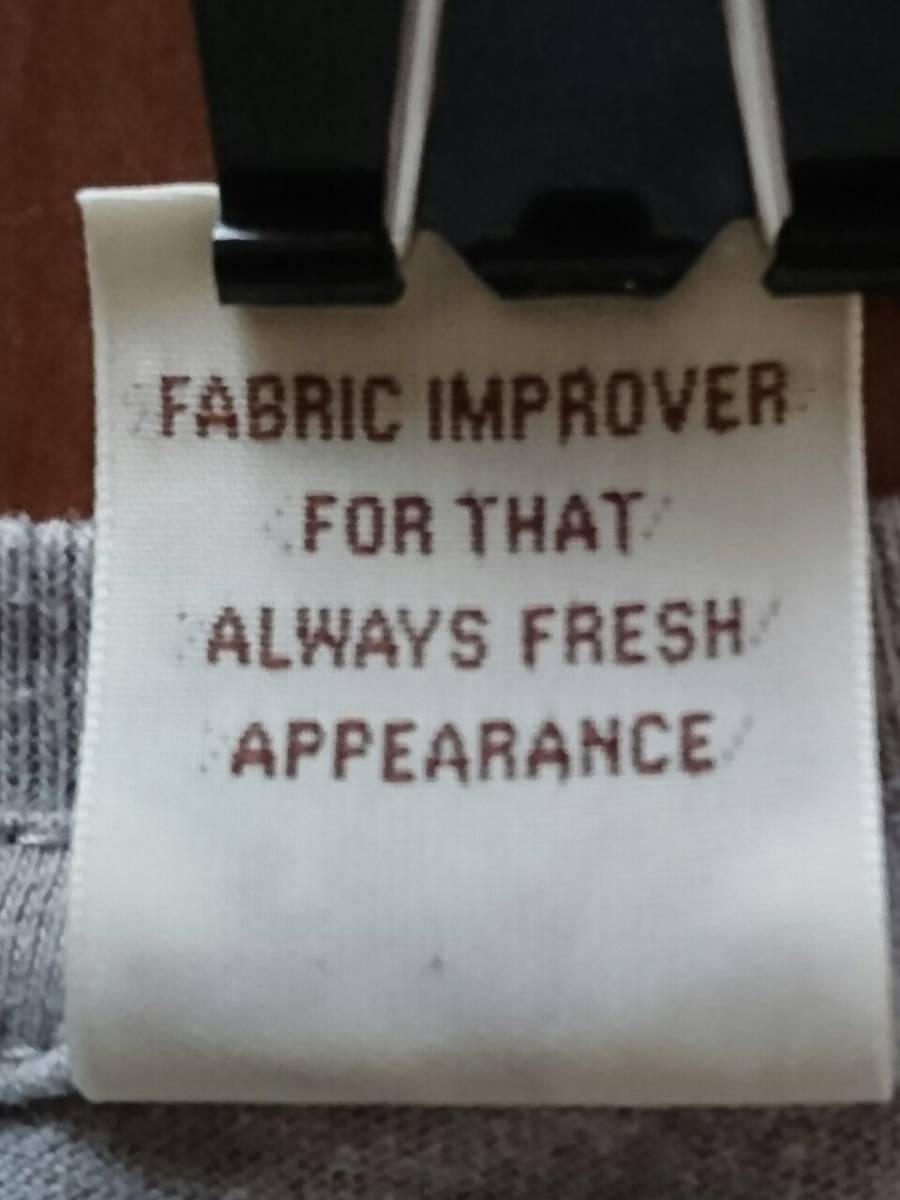 FABRIC IMPROVER
FOR THAT
ALWAYS FRESH
APPEARANCE